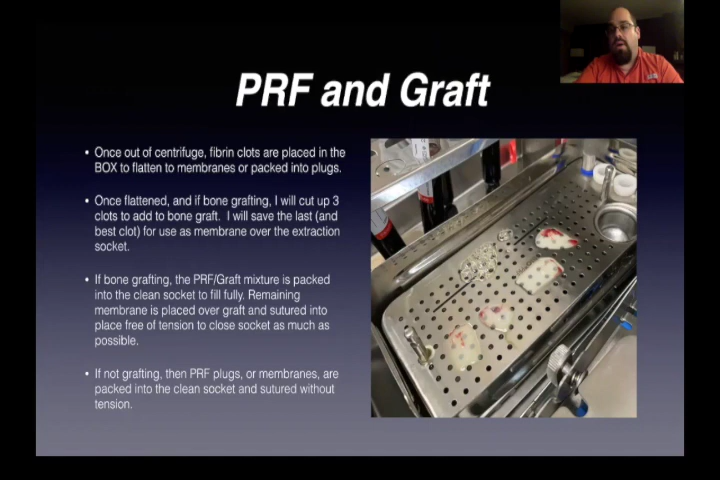 PRF and Graft
• Once out of centrifuge, fibrin clots are placed in the
BOX to flatten to membranes or packed into plugs.
• Once flattened, and if bone grafting, I will cut up 3
clots to add to bone graft. I will save the last (and
best clot) for use as membrane over the extraction
socket.
• If bone grafting, the PRF/Graft mixture is packed
into the clean socket to fill fully. Remaining
membrane is placed over graft and sutured into
place free of tension to close socket as much as
possible.
• If not grafting, then PRF plugs, or membranes, are
packed into the clean socket and sutured without
tension.